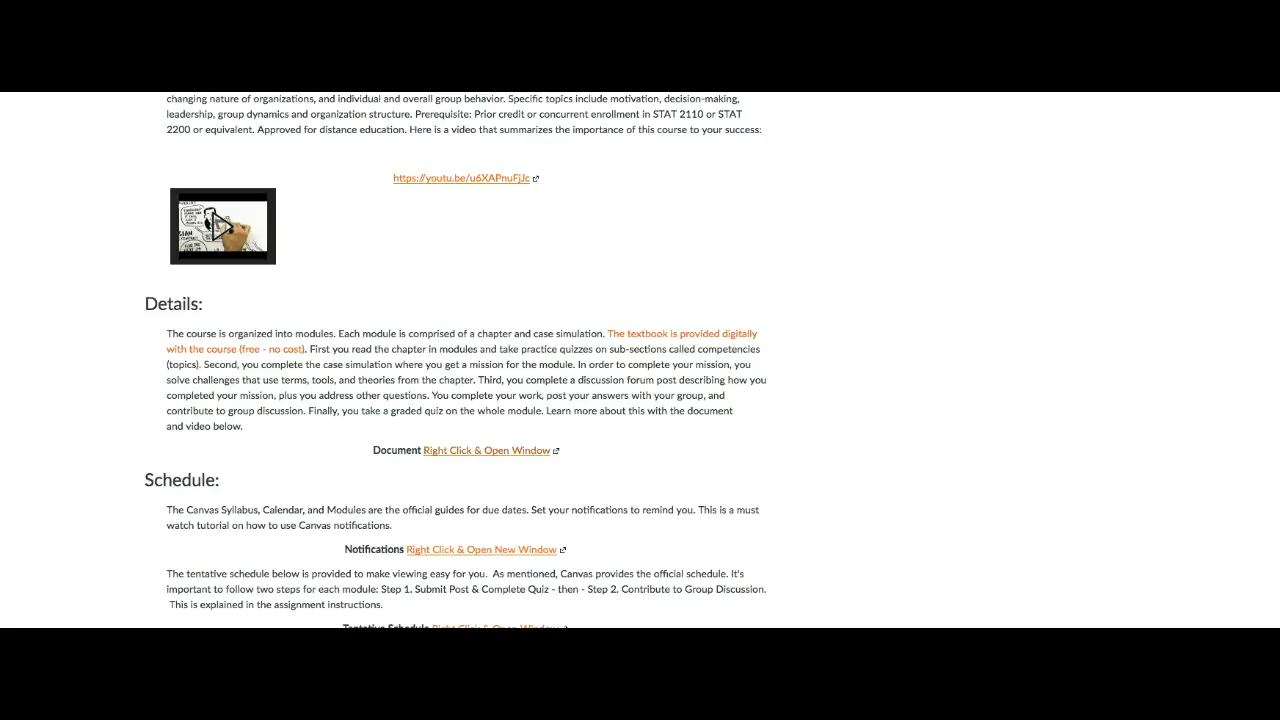 changing nature of organizations, and individual and overall group behavior. Specific topics include motivation, decision-making,
leadership, group dynamics and organization structure. Prerequisite: Prior credit or concurrent enrollment in STAT 2110 or STAT
2200 or equivalent. Approved for distance education. Here is a video that summarizes the importance of this course to your success:
https://youtu.be/u6XAPnuFjJc
Details:
The course is organized into modules. Each module is comprised of a chapter and case simulation. The textbook is provided digitally
with the course (free - no cost). First you read the chapter in modules and take practice quizzes on sub-sections called competencies
(topics). Second, you complete the case simulation where you get a mission for the module. In order to complete your mission, you
solve challenges that use terms, tools, and theories from the chapter. Third, you complete a discussion forum post describing how you
completed your mission, plus you address other questions. You complete your work, post your answers with your group, and
contribute to group discussion. Finally, you take a graded quiz on the whole module. Learn more about this with the document
and video below.
Document Right Click & Open Window
Schedule:
The Canvas Syllabus, Calendar, and Modules are the official guides for due dates. Set your notifications to remind you. This is a must
watch tutorial on how to use Canvas notifications.
Notifications Right Click & Open New Window
The tentative schedule below is provided to make viewing easy for you. As mentioned, Canvas provides the official schedule. It's
important to follow two steps for each module: Step 1. Submit Post & Complete Quiz - then - Step 2. Contribute to Group Discussion.
This is explained in the assignment instructions.
Tentative Schedule Right Click & Open Window